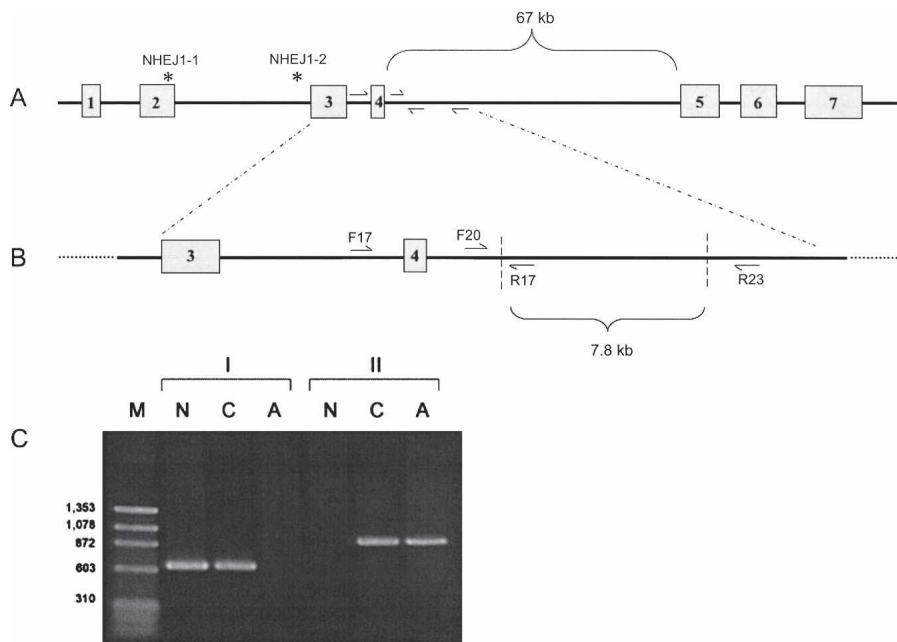 67 kb
NHEJ1-1
NHEJ1-2
*
*
A
1
2
3
4
5
6
7
B
3
F17
4
F20
R17
R23
7.8 kb
I
II
M N C A N C A
C
1,353
1,078
872
603
310